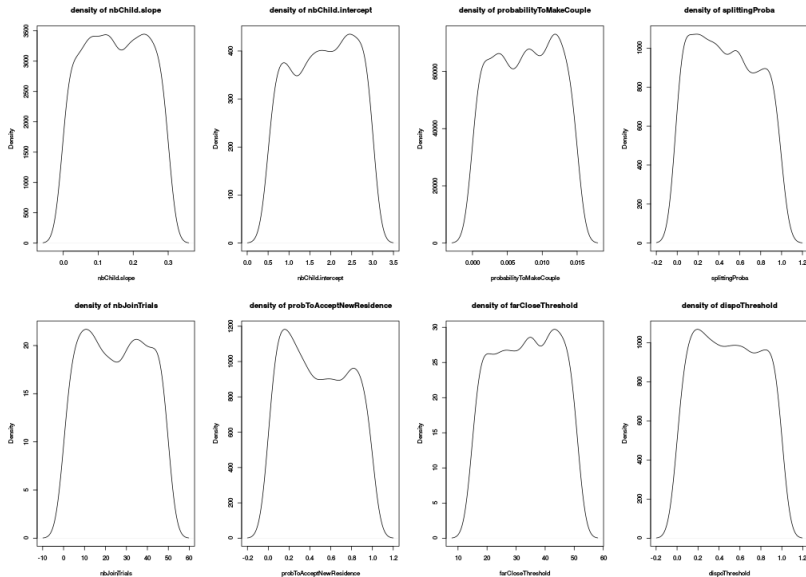 density of nbChild.slope
density of nbChild.intercept
density of probabilityToMakeCouple
density of splittingProba
Density
0 500 1000 1500 2000 2500 3000 3500
0.0 0.1 0.2 0.3
nbChild.slope
Density
0 100 200 300 400
0.0 0.5 1.0 1.5 2.0 2.5 3.0 3.5
nbChild.intercept
Density
0 20000 40000 60000
0.000 0.005 0.010 0.015
probabilityToMakeCouple
Density
0 200 400 600 800 1000
-0.2 0.0 0.2 0.4 0.6 0.8 1.0 1.2
splittingProba
density of nbJoinTrials
density of probToAcceptNewResidence
density of farCloseThreshold
density of dispoThreshold
Density
0 5 10 15 20
-10 0 10 20 30 40 50 60
nbJoinTrials
Density
0 200 400 600 800 1000 1200
-0.2 0.0 0.2 0.4 0.6 0.8 1.0 1.2
probToAcceptNewResidence
Density
0 5 10 15 20 25 30
10 20 30 40 50 60
farCloseThreshold
Density
0 200 400 600 800 1000
-0.2 0.0 0.2 0.4 0.6 0.8 1.0 1.2
dispoThreshold